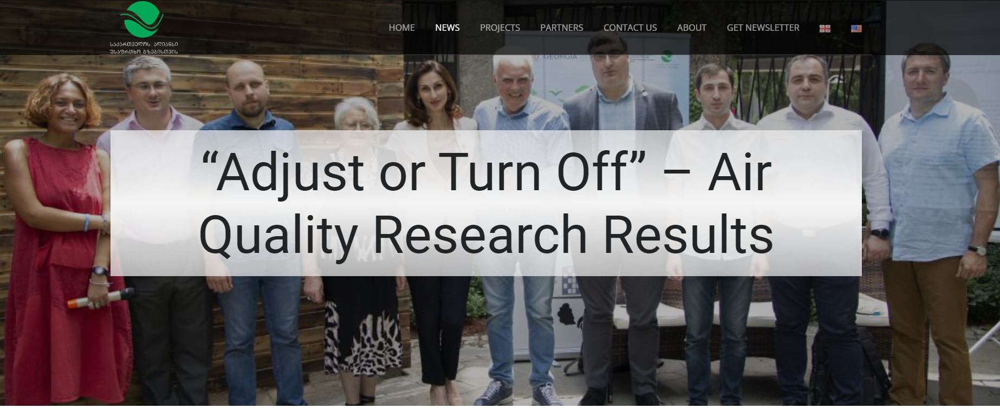 საქართველოს ალიანსი
უსაფრთხო გზებისთვის
HOME NEWS PROJECTS PARTNERS CONTACT US ABOUT GET NEWSLETTER
GEORGIA
“Adjust or Turn Off” – Air
Quality Research Results